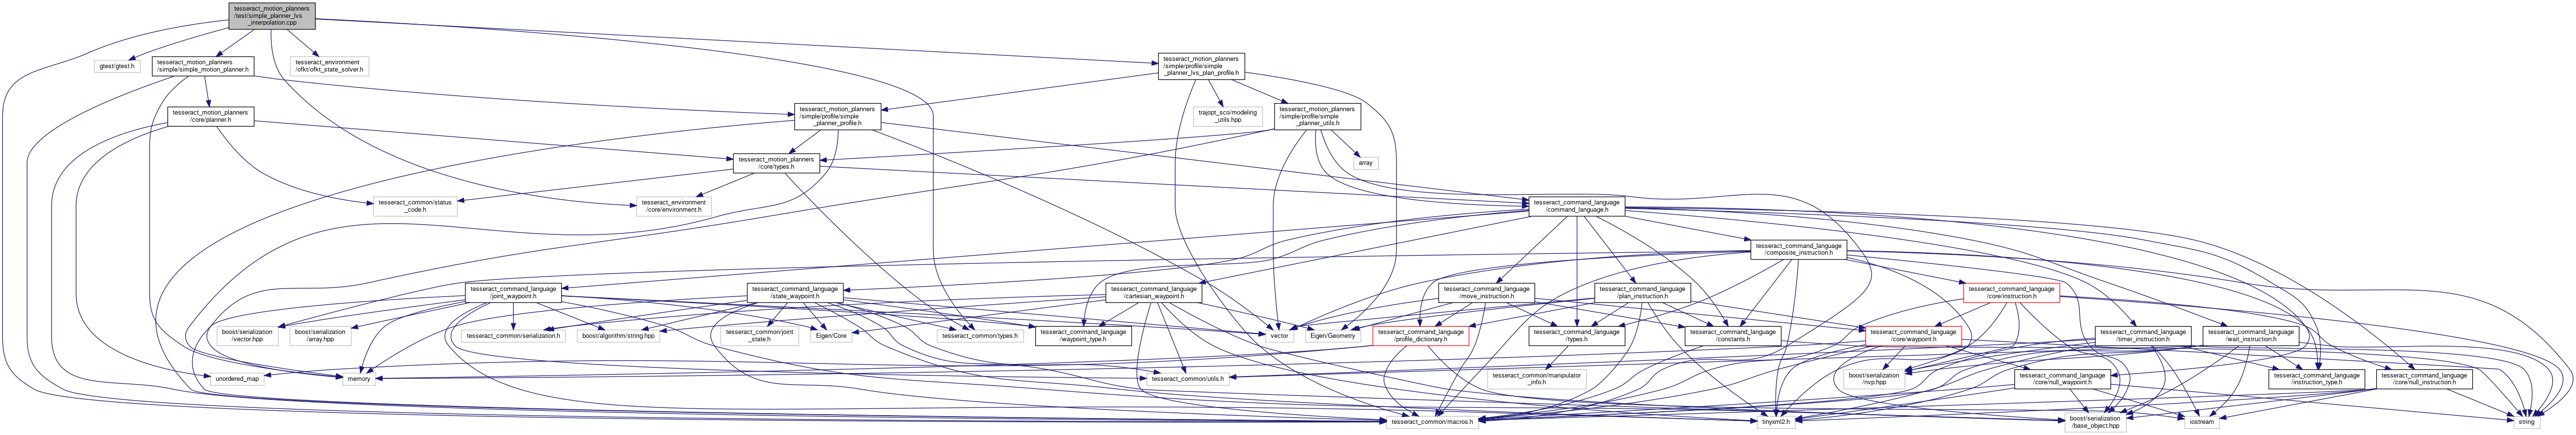 tesseract_motion_planners
/test/simple_planner_lvs
_interpolation.cpp
gtest/gtest.h
tesseract_motion_planners
/simple/simple_motion_planner.h
tesseract_environment
/ofkt/ofkt_state_solver.h
tesseract_motion_planners
/simple/profile/simple
_planner_lvs_plan_profile.h
tesseract_motion_planners
/core/planner.h
tesseract_motion_planners
/simple/profile/simple
_planner_profile.h
trajopt_sco/modeling
_utils.hpp
tesseract_motion_planners
/simple/profile/simple
_planner_utils.h
tesseract_motion_planners
/core/types.h
array
tesseract_common/status
_code.h
tesseract_environment
/core/environment.h
tesseract_command_language
/command_language.h
tesseract_command_language
/composite_instruction.h
tesseract_command_language
/joint_waypoint.h
tesseract_command_language
/state_waypoint.h
tesseract_command_language
/cartesian_waypoint.h
tesseract_command_language
/move_instruction.h
tesseract_command_language
/plan_instruction.h
tesseract_command_language
/core/instruction.h
boost/serialization
/vector.hpp
boost/serialization
/array.hpp
tesseract_common/serialization.h
boost/algorithm/string.hpp
tesseract_common/joint
_state.h
Eigen/Core
tesseract_common/types.h
tesseract_command_language
/waypoint_type.h
vector
Eigen/Geometry
tesseract_command_language
/profile_dictionary.h
tesseract_command_language
/types.h
tesseract_command_language
/constants.h
tesseract_command_language
/core/waypoint.h
tesseract_command_language
/timer_instruction.h
tesseract_command_language
/wait_instruction.h
unordered_map
memory
tesseract_common/utils.h
tesseract_common/manipulator
_info.h
boost/serialization
/nvp.hpp
tesseract_command_language
/core/null_waypoint.h
tesseract_command_language
/instruction_type.h
tesseract_command_language
/core/null_instruction.h
tesseract_common/macros.h
tinyxml2.h
boost/serialization
/base_object.hpp
iostream
string